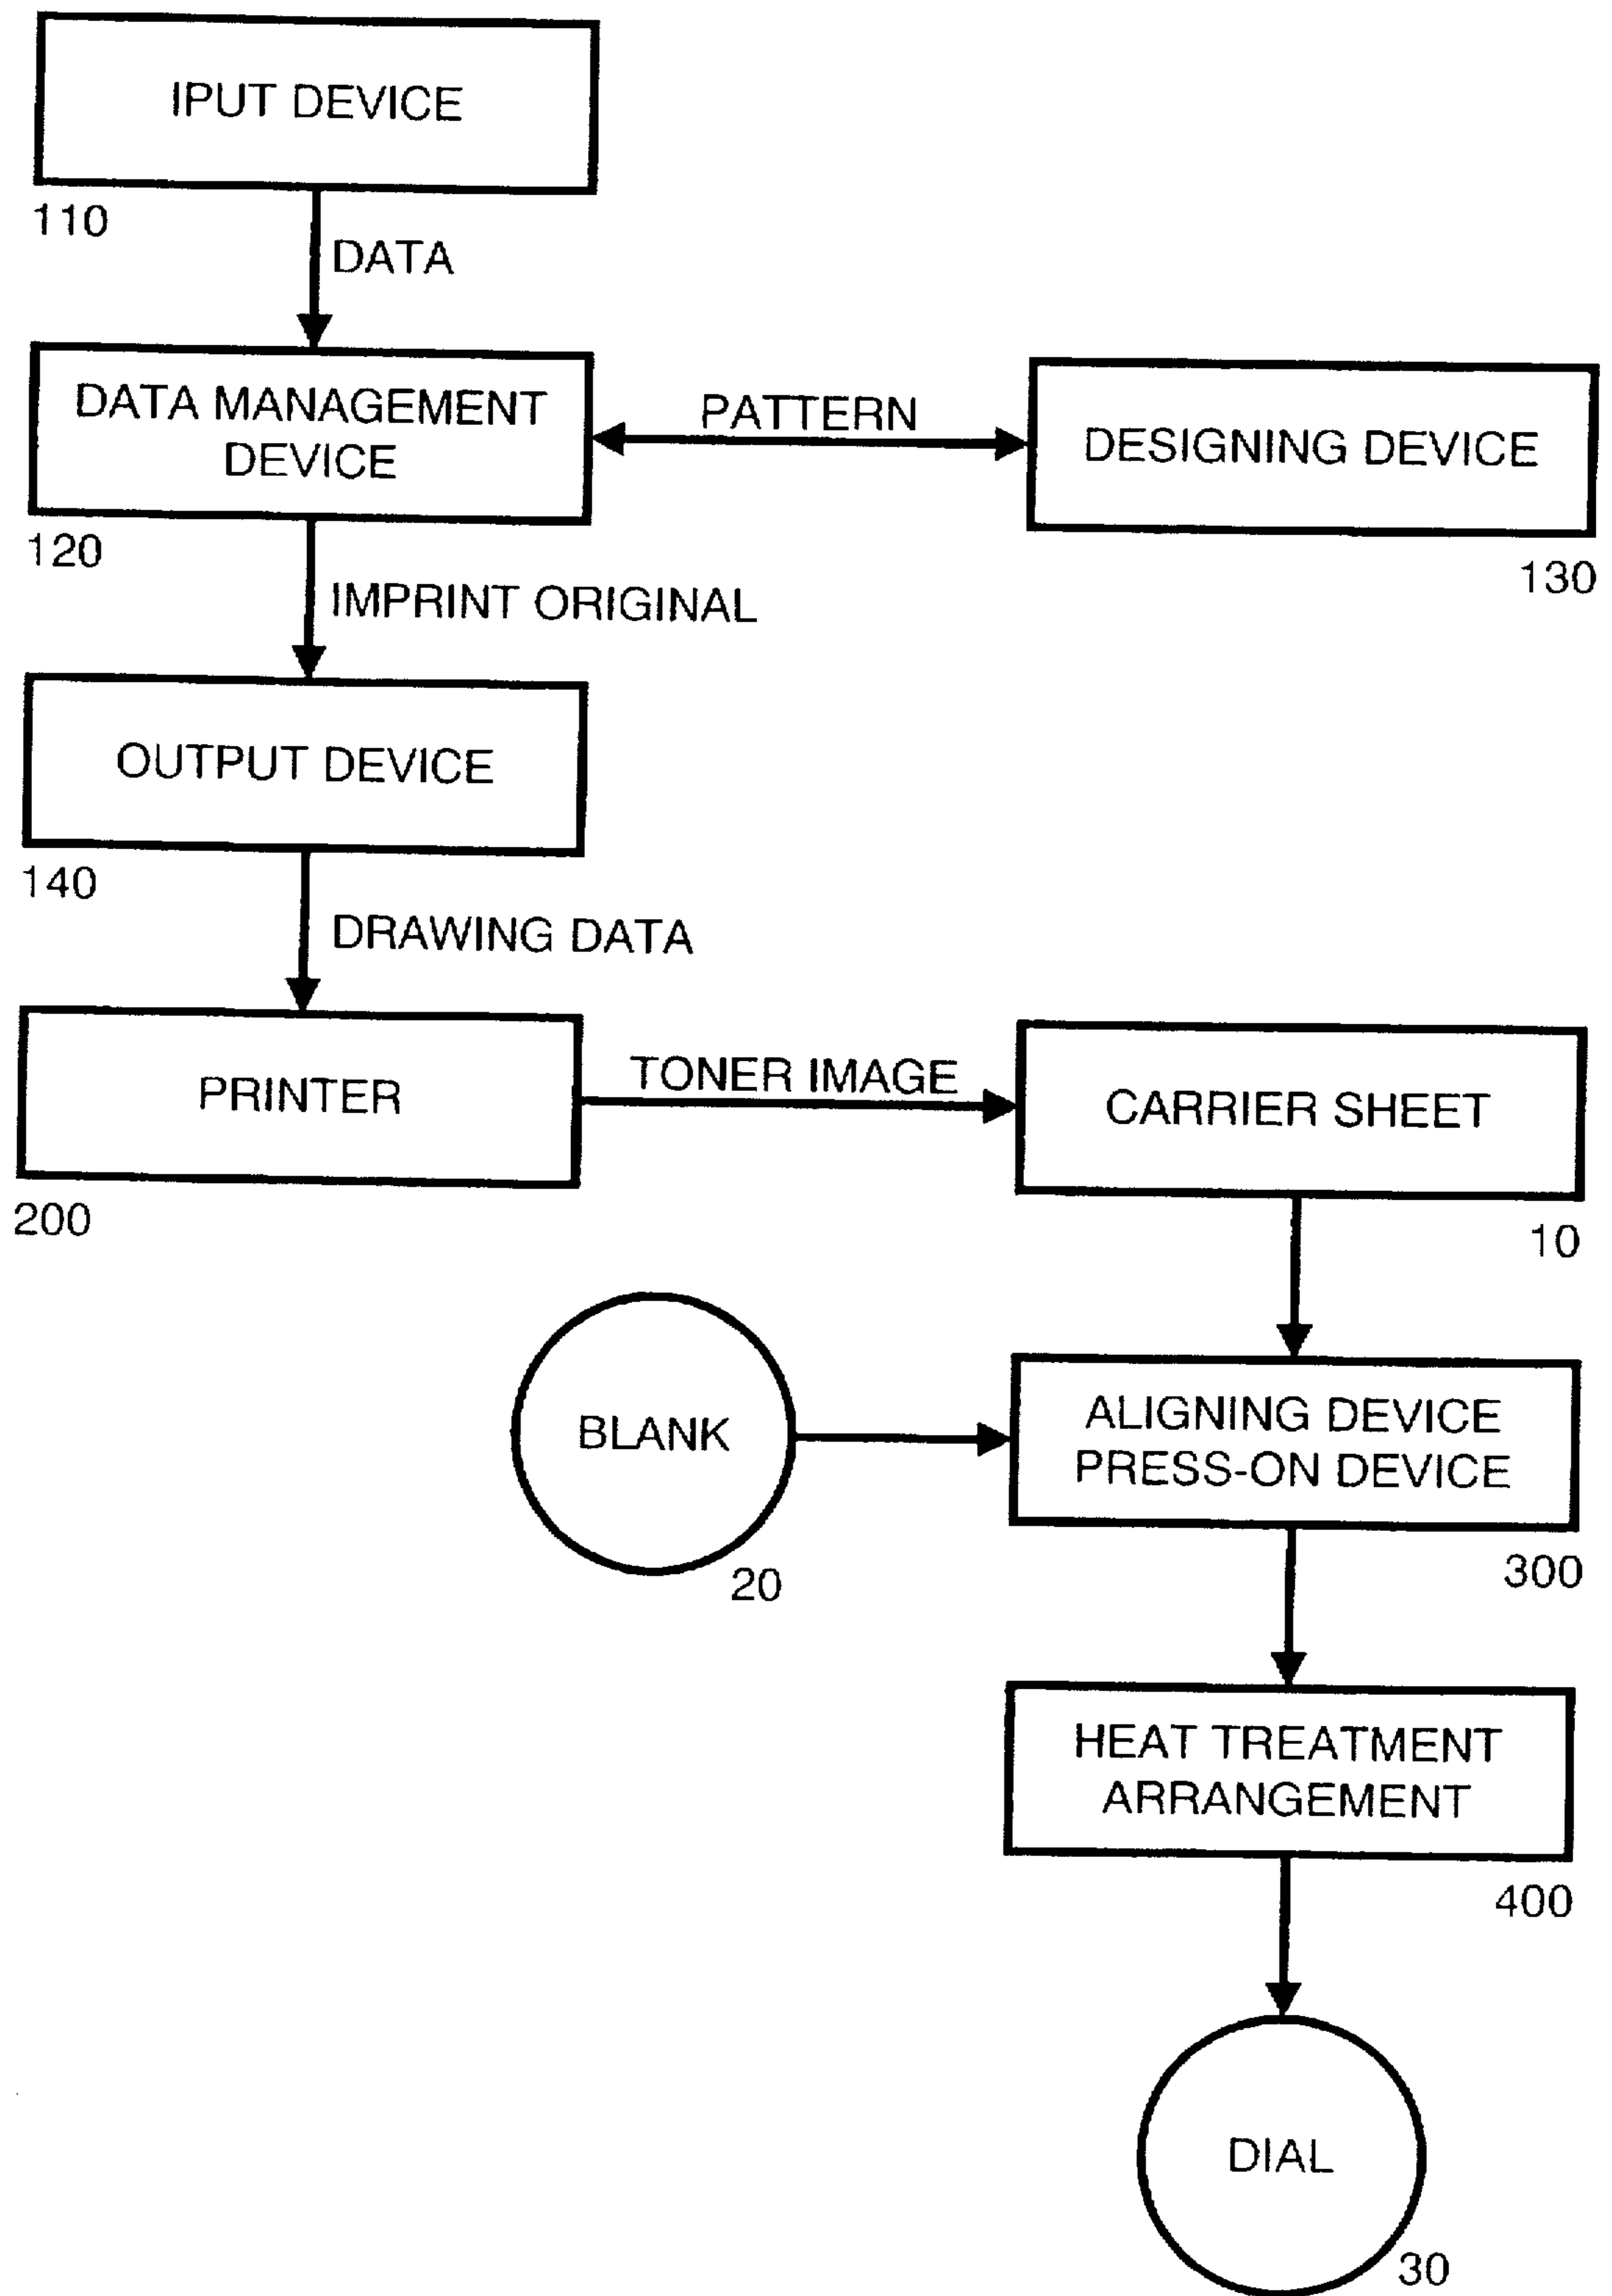 IPUT DEVICE
110
DATA
DATA MANAGEMENT
DEVICE
120
PATTERN
DESIGNING DEVICE
130
IMPRINT ORIGINAL
OUTPUT DEVICE
140
DRAWING DATA
PRINTER
200
TONER IMAGE
CARRIER SHEET
10
BLANK
20
ALIGNING DEVICE
PRESS-ON DEVICE
300
HEAT TREATMENT
ARRANGEMENT
400
DIAL
30